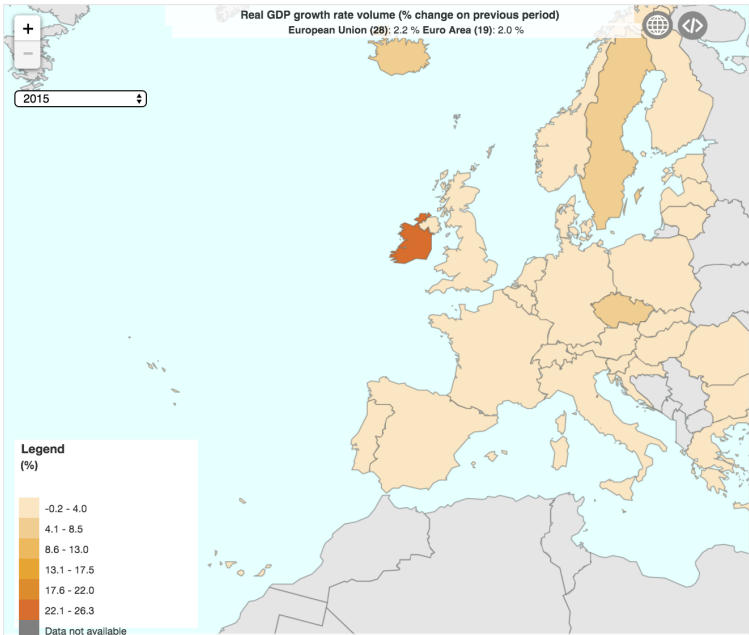 Real GDP growth rate volume (% change on previous period)
European Union (28): 2.2 % Euro Area (19): 2.0 %
+
−
</>
2015
Legend
(%)
-0.2 - 4.0
4.1 - 8.5
8.6 - 13.0
13.1 - 17.5
17.6 - 22.0
22.1 - 26.3
Data not available